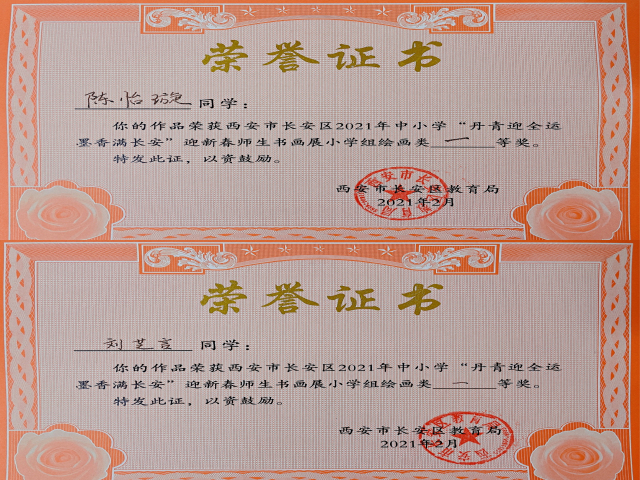 荣誉证书
陈怡璇 同学：
你的作品荣获西安市长安区2021年中小学“丹青迎全运
墨香满长安”迎新春师生书画展小学组绘画类 一 等奖。
特发此证，以资鼓励。
西安市长安区教育局
2021年2月
荣誉证书
刘芝言 同学：
你的作品荣获西安市长安区2021年中小学“丹青迎全运
墨香满长安”迎新春师生书画展小学组绘画类 一 等奖。
特发此证，以资鼓励。
西安市长安区教育局
2021年2月